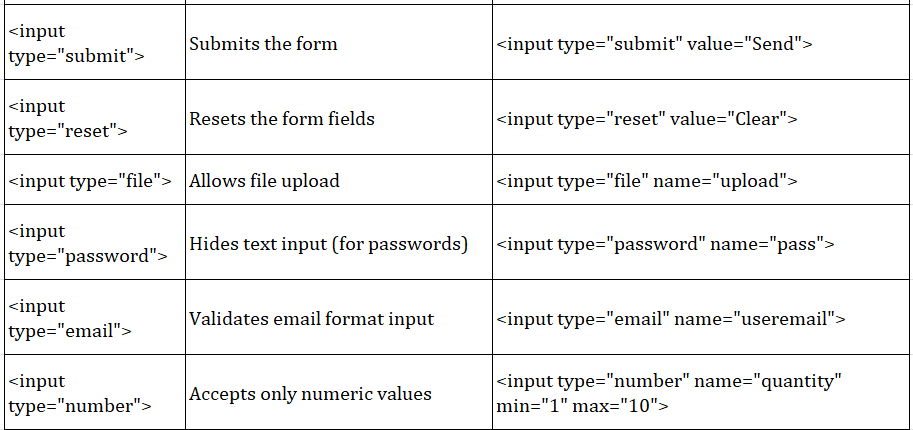 <input
type="submit">
Submits the form
<input type="submit" value="Send">
<input
type="reset">
Resets the form fields
<input type="reset" value="Clear">
<input type="file">
Allows file upload
<input type="file" name="upload">
<input
type="password">
Hides text input (for passwords)
<input type="password" name="pass">
<input
type="email">
Validates email format input
<input type="email" name="useremail">
<input
type="number">
Accepts only numeric values
<input type="number" name="quantity"
min="1" max="10">